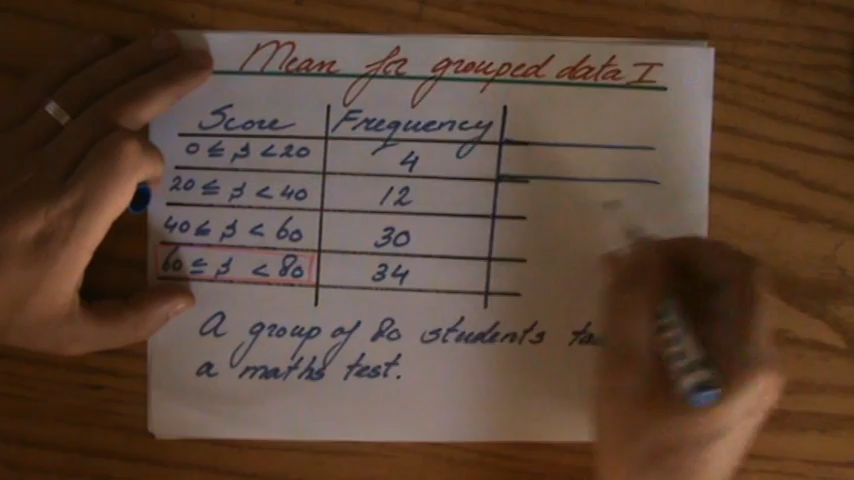 Mean for grouped data I
Score Frequency
0 ≤ s < 20 4
20 ≤ s < 40 12
40 ≤ s < 60 30
60 ≤ s < 80 34
A group of 80 students
a maths test.